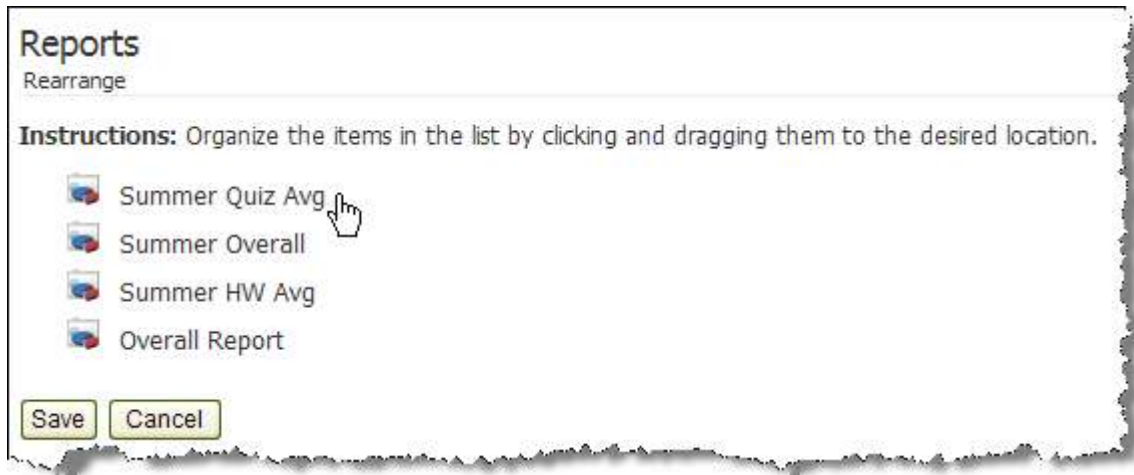 Reports
Rearrange
Instructions: Organize the items in the list by clicking and dragging them to the desired location.
Summer Quiz Avg
Summer Overall
Summer HW Avg
Overall Report
Save Cancel